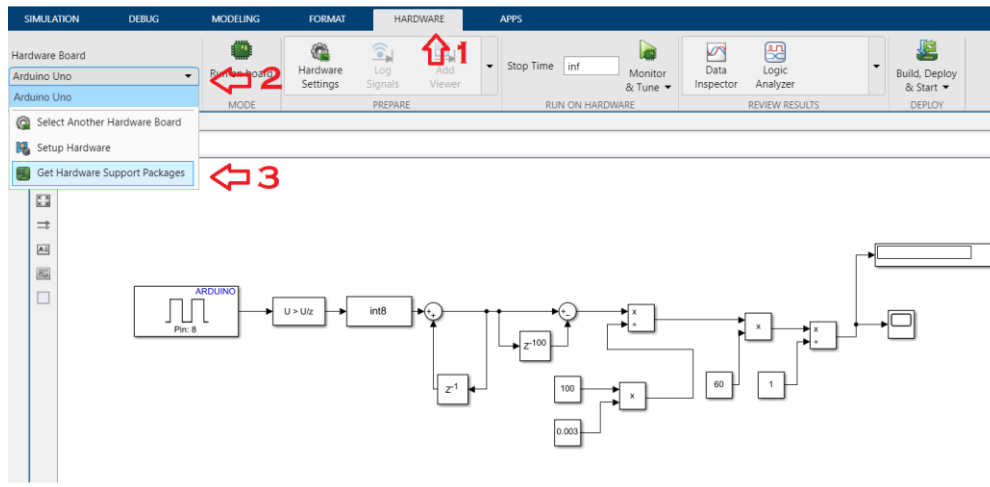 SIMULATION DEBUG MODELING FORMAT HARDWARE APPS
1
Hardware Board
Arduino Uno
2
Run on board
Hardware Settings
Log Signals
Add Viewer
Stop Time inf
Monitor & Tune
Data Inspector
Logic Analyzer
Build, Deploy & Start
MODE PREPARE RUN ON HARDWARE REVIEW RESULTS DEPLOY
Arduino Uno
Select Another Hardware Board
Setup Hardware
Get Hardware Support Packages
3
ARDUINO
Pin: 8
U > U/z
int8
+
+
Z-1
Z-100
+
-
×
÷
100
0.003
×
60
×
1
×
÷